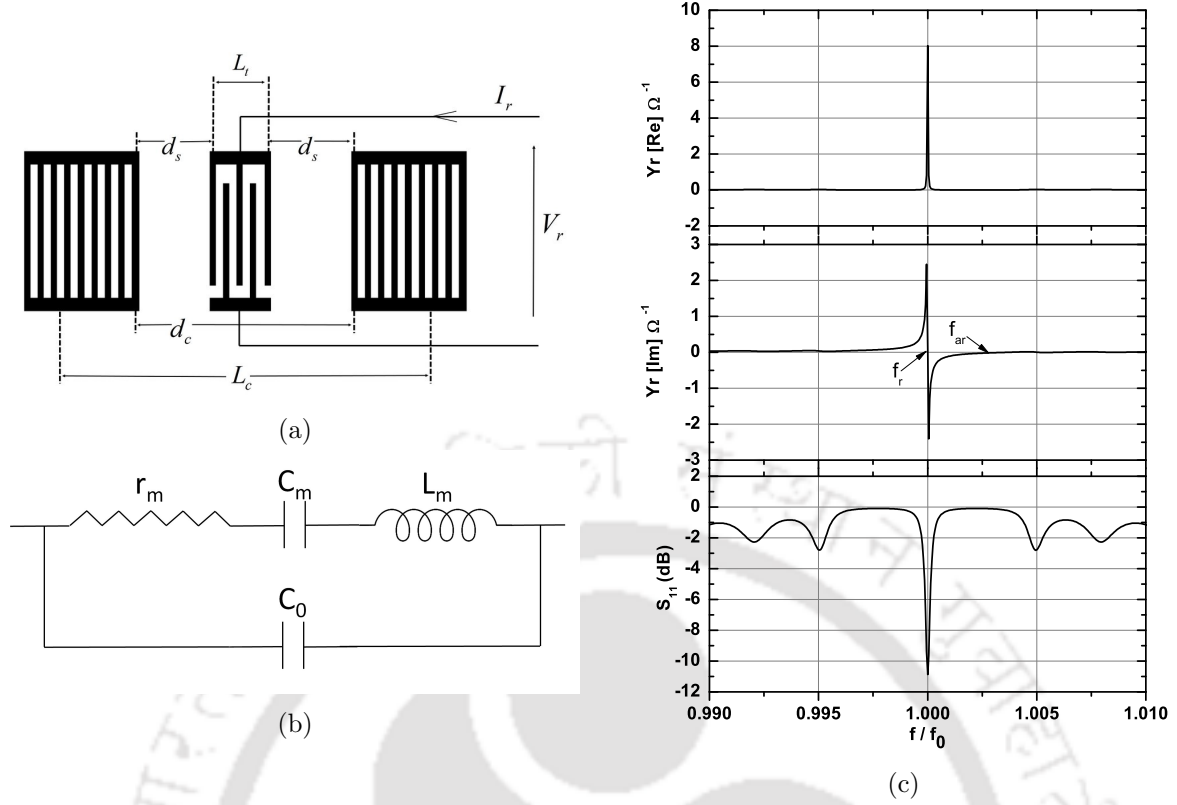 L_t
I_r
d_s
d_s
V_r
d_c
L_c
(a)
r_m
C_m
L_m
C_0
(b)
Yr [Re] Ω^-1
10
8
6
4
2
0
-2
Yr [Im] Ω^-1
3
2
1
0
-1
-2
-3
f_r
f_ar
S_11 (dB)
2
0
-2
-4
-6
-8
-10
-12
0.990 0.995 1.000 1.005 1.010
f / f_0
(c)